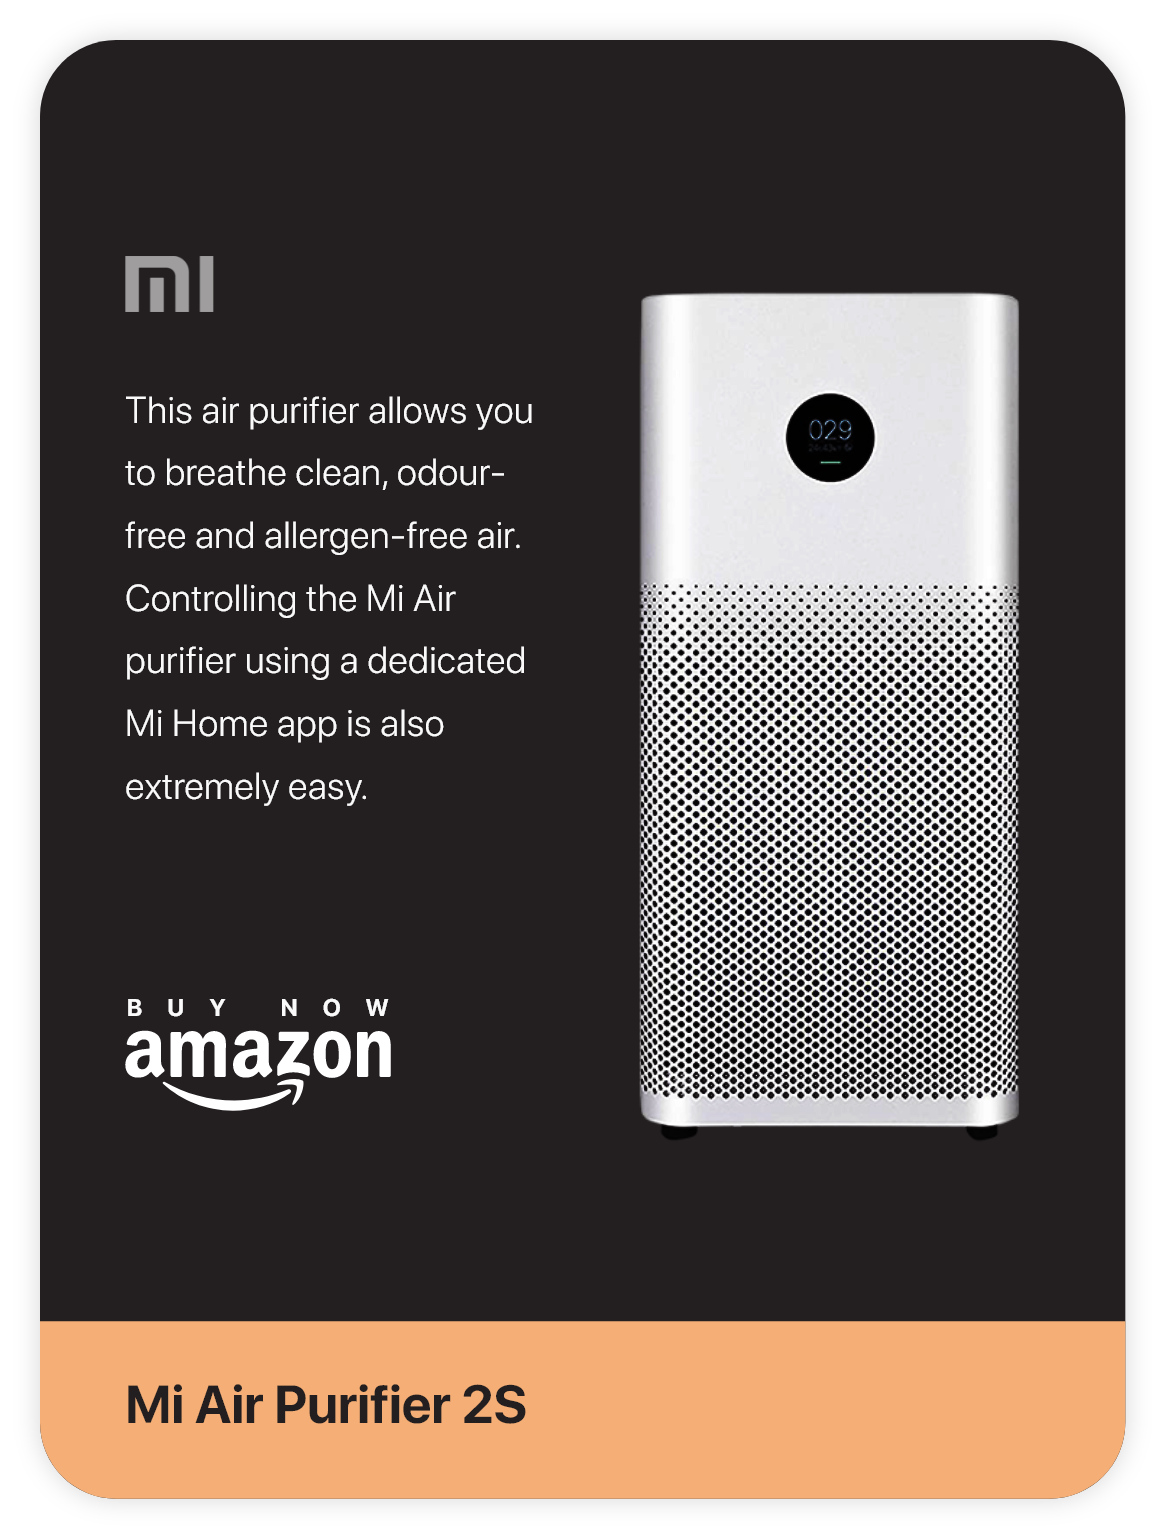 mi
This air purifier allows you
to breathe clean, odour-
free and allergen-free air.
Controlling the Mi Air
purifier using a dedicated
Mi Home app is also
extremely easy.
029
BUY NOW
amazon
Mi Air Purifier 2S